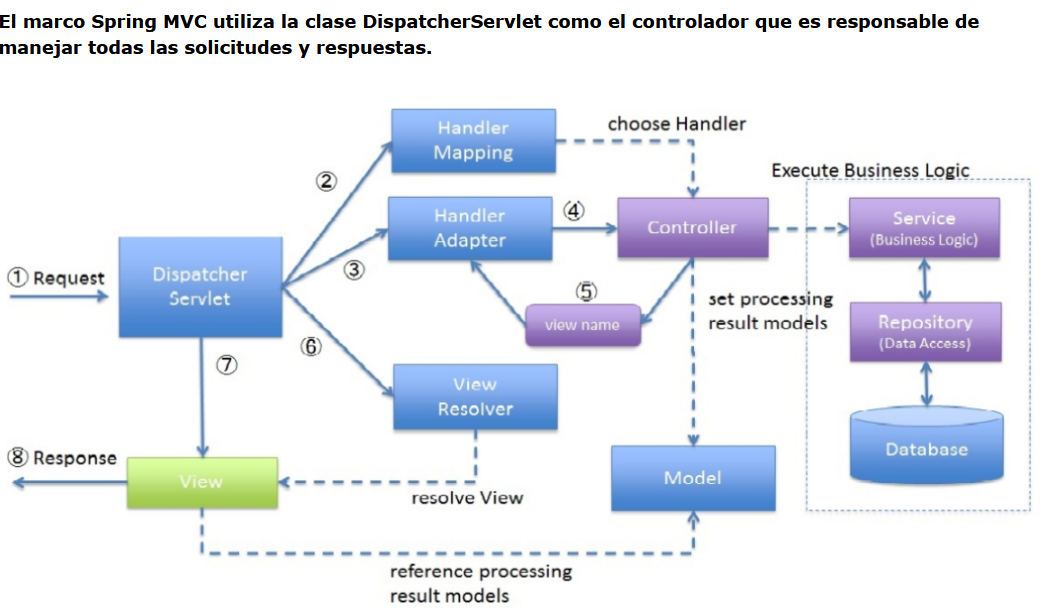 El marco Spring MVC utiliza la clase DispatcherServlet como el controlador que es responsable de
manejar todas las solicitudes y respuestas.
Handler
Mapping
choose Handler
②
Execute Business Logic
Handler
Adapter
④
Controller
Service
(Business Logic)
① Request
Dispatcher
Servlet
③
⑤
view name
set processing
result models
Repository
(Data Access)
⑥
⑦
View
Resolver
Database
⑧ Response
View
resolve View
Model
reference processing
result models